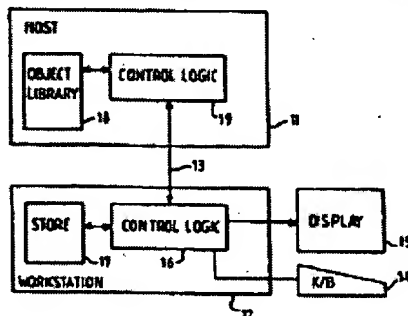 HOST
OBJECT
LIBRARY
CONTROL LOGIC
18
19
11
13
STORE
CONTROL LOGIC
DISPLAY
17
16
15
WORKSTATION
K/B
14
12